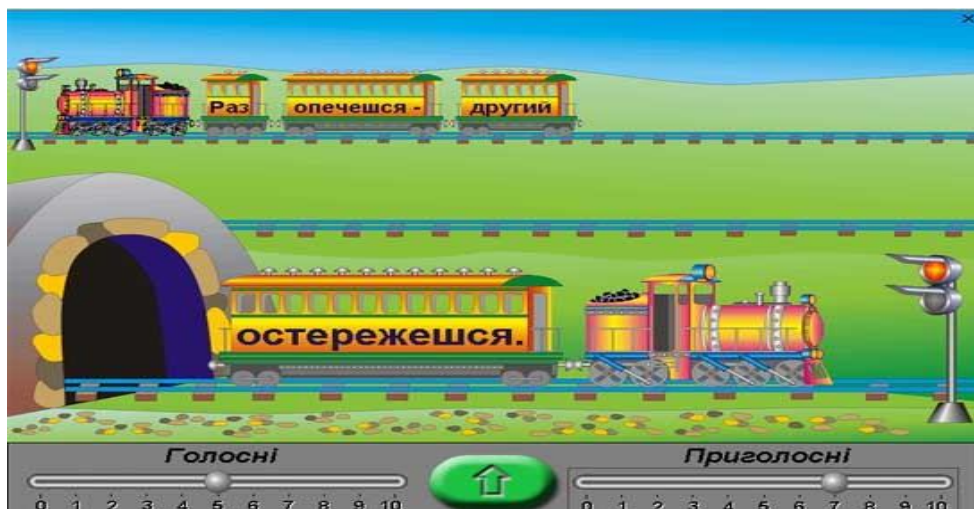 Раз опечешся - другий
остережешся.
Голосні Приголосні
0 1 2 3 4 5 6 7 8 9 10 0 1 2 3 4 5 6 7 8 9 10